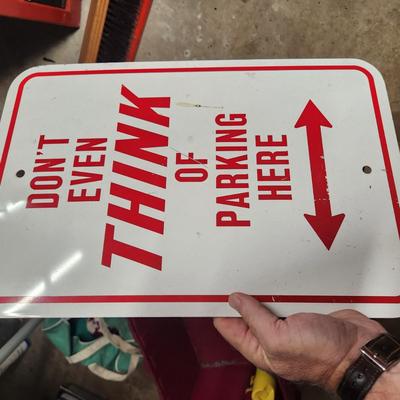 DON'T
EVEN
THINK
OF
PARKING
HERE